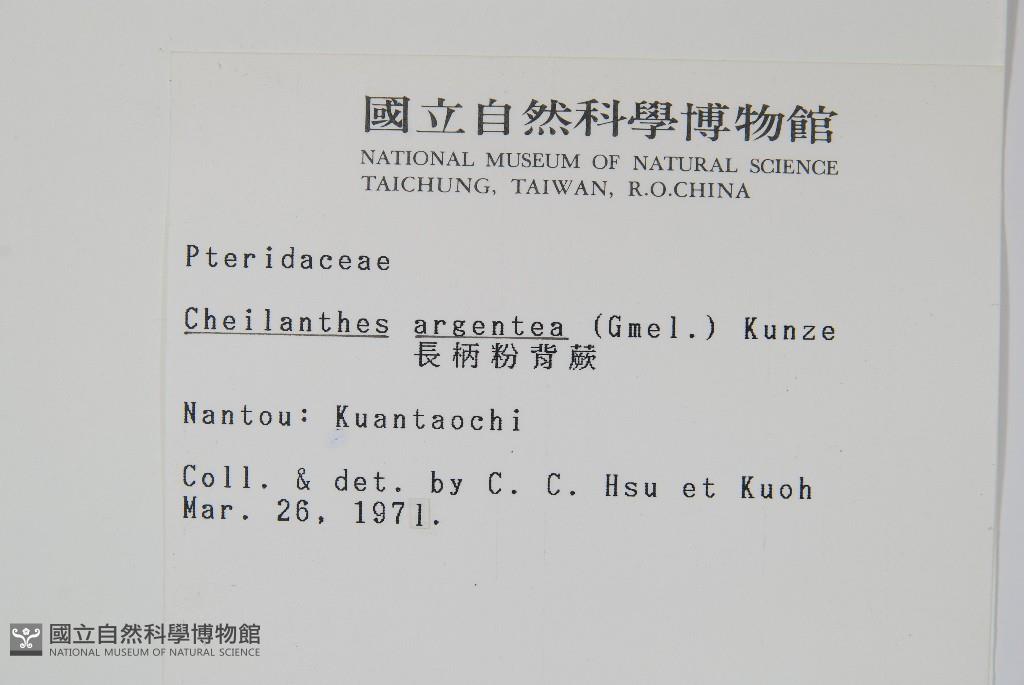 國立自然科學博物館
NATIONAL MUSEUM OF NATURAL SCIENCE
TAICHUNG, TAIWAN, R.O.CHINA
Pteridaceae
Cheilanthes argentea (Gmel.) Kunze
長柄粉背蕨
Nantou: Kuantaochi
Coll. & det. by C. C. Hsu et Kuoh
Mar. 26, 1971.
國立自然科學博物館
NATIONAL MUSEUM OF NATURAL SCIENCE